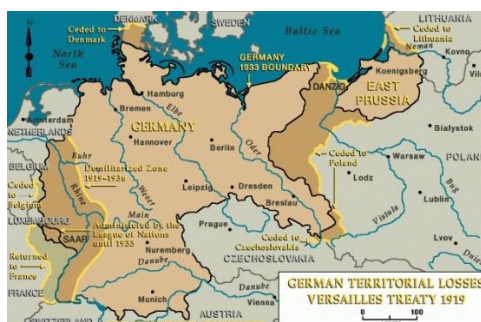 DENMARK
SWEDEN
Baltic Sea
LITHUANIA
Ceded to
Denmark
Ceded to
Lithuania
North
Sea
Neman
Kovno
GERMANY
1933 BOUNDARY
Koenigsberg
DANZIG
EAST
PRUSSIA
Hamburg
Elbe
Bremen
Amsterdam
NETHERLANDS
GERMANY
Oder
Bialystok
Hannover
Berlin
Ruhr
Demilitarized Zone
1919-1936
Weser
Warsaw
Bug
POLAND
BELGIUM
Rhine
Ceded to
Poland
Ceded
to
Belgium
Leipzig
Dresden
Lodz
Breslau
Lublin
Main
Vistula
LUXEMBOURG
Administered by the
League of Nations
until 1935
Prague
Ceded to
Czechoslovakia
Lvov
SAAR
Nuremberg
CZECHOSLOVAKIA
Returned
to
France
Danube
FRANCE
Munich
Danube
Vienna
SWITZERLAND
AUSTRIA
GERMAN TERRITORIAL LOSSES
VERSAILLES TREATY 1919
0
100